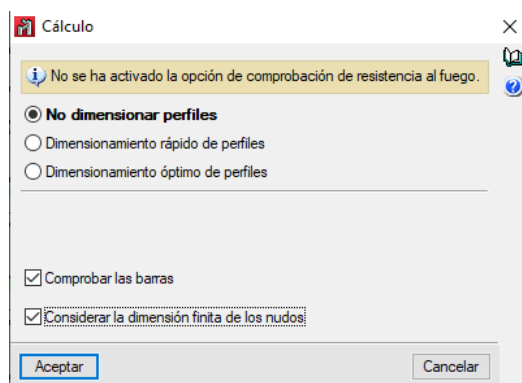 Cálculo
No se ha activado la opción de comprobación de resistencia al fuego.
No dimensionar perfiles
Dimensionamiento rápido de perfiles
Dimensionamiento óptimo de perfiles
Comprobar las barras
Considerar la dimensión finita de los nudos
Aceptar
Cancelar